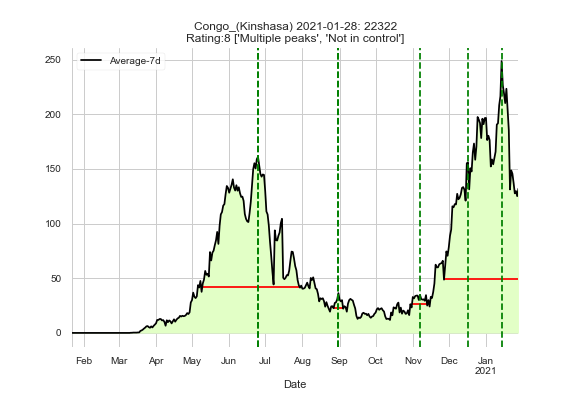 Congo_(Kinshasa) 2021-01-28: 22322
Rating:8 ['Multiple peaks', 'Not in control']
Average-7d
250
200
150
100
50
0
Feb Mar Apr May Jun Jul Aug Sep Oct Nov Dec Jan
2021
Date